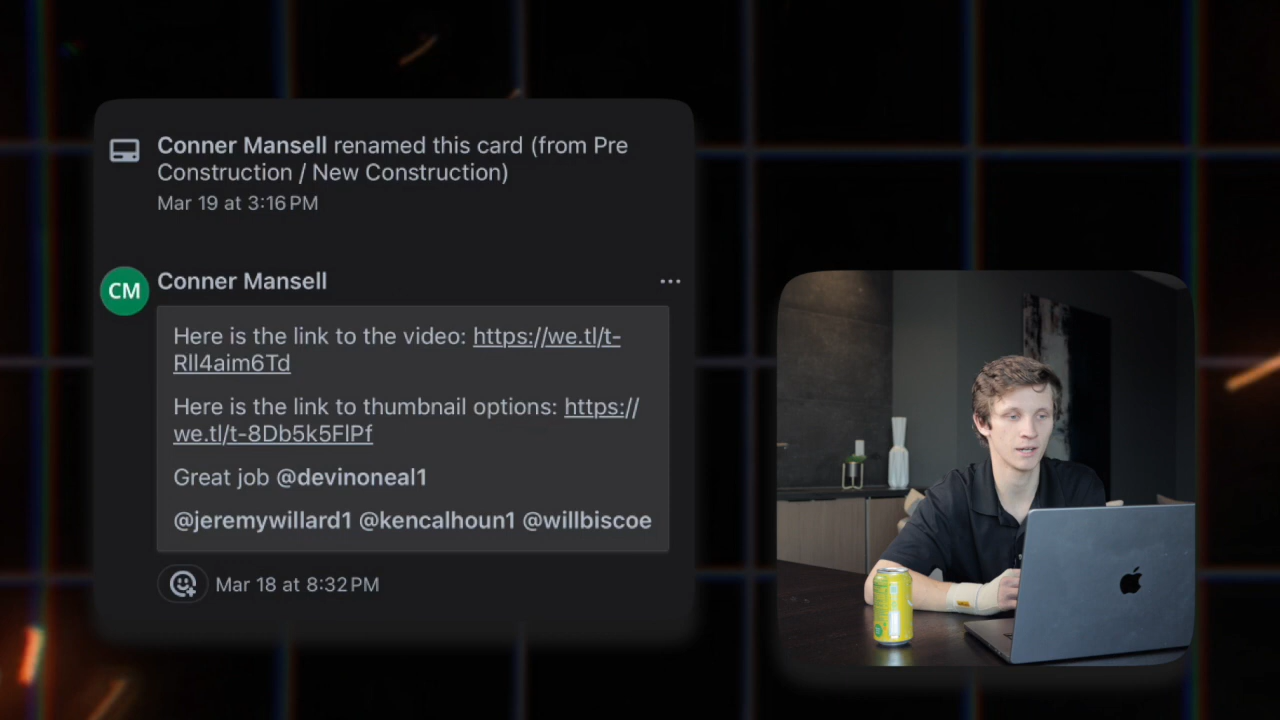 Conner Mansell renamed this card (from Pre
Construction / New Construction)
Mar 19 at 3:16 PM
CM
Conner Mansell
Here is the link to the video: https://we.tl/t-
Rll4aim6Td
Here is the link to thumbnail options: https://
we.tl/t-8Db5k5FlPf
Great job @devinoneal1
@jeremywillard1 @kencalhoun1 @willbiscoe
Mar 18 at 8:32 PM